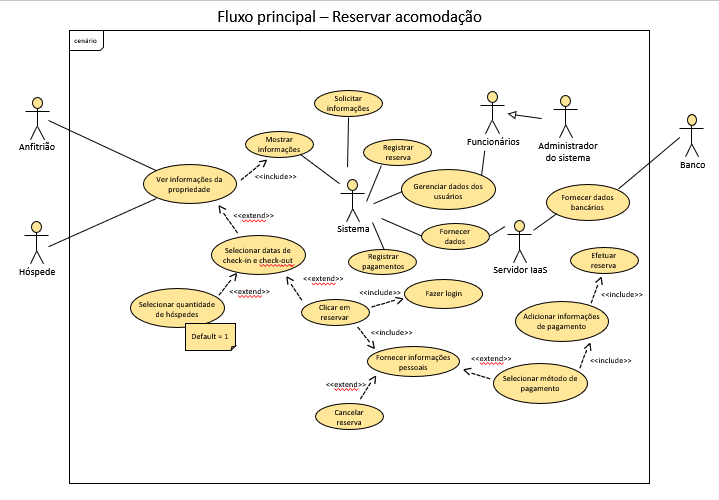 Fluxo principal – Reservar acomodação
cenário
Solicitar
informações
Anfitrião
Mostrar
informações
Registrar
reserva
Funcionários
Administrador
do sistema
Banco
<<include>>
Ver informações da
propriedade
Gerenciar dados dos
usuários
Fornecer dados
bancários
Sistema
<<extend>>
Fornecer
dados
Hóspede
Selecionar datas de
check-in e check-out
Registrar
pagamentos
Servidor IaaS
Efetuar
reserva
<<extend>>
<<extend>>
<<include>>
Fazer login
<<include>>
Selecionar quantidade
de hóspedes
Clicar em
reservar
Adicionar informações
de pagamento
Default = 1
<<include>>
Fornecer informações
pessoais
<<extend>>
<<include>>
Selecionar método de
pagamento
<<extend>>
Cancelar
reserva